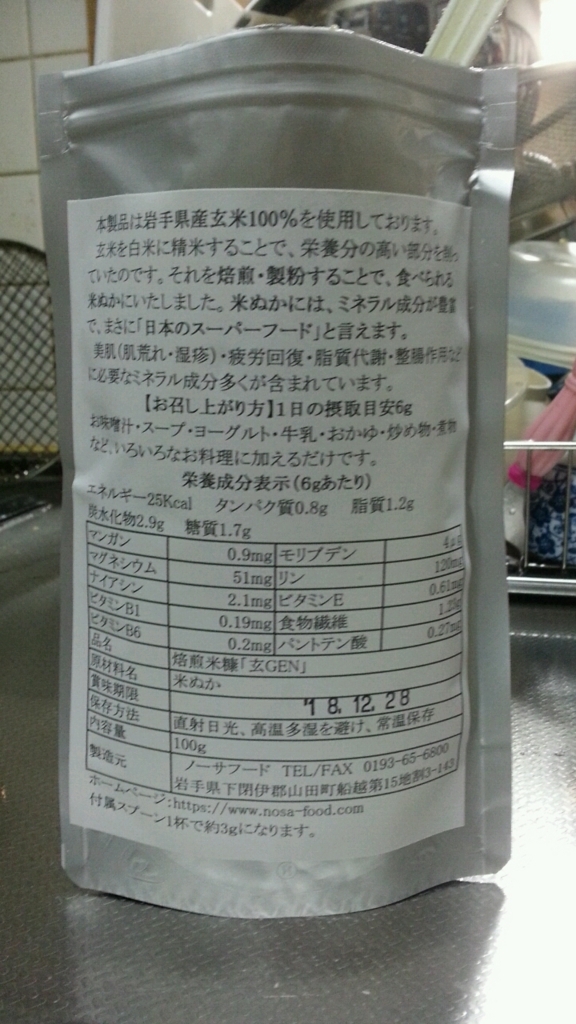 本製品は岩手県産玄米100%を使用しております。
玄米を白米に精米することで、栄養分の高い部分を削っ
ていたのです。それを焙煎・製粉することで、食べられる
米ぬかにいたしました。米ぬかには、ミネラル成分が豊富
で、まさに「日本のスーパーフード」と言えます。
美肌(肌荒れ・湿疹)・疲労回復・脂質代謝・整腸作用など
に必要なミネラル成分多くが含まれています。
【お召し上がり方】1日の摂取目安6g
お味噌汁・スープ・ヨーグルト・牛乳・おかゆ・炒め物・煮物
など、いろいろなお料理に加えるだけです。
栄養成分表示(6gあたり)
エネルギー25Kcal タンパク質0.8g 脂質1.2g
炭水化物2.9g 糖質1.7g
マンガン 0.9mg モリブデン 4μg
マグネシウム 51mg リン 120mg
ナイアシン 2.1mg ビタミンE 0.61mg
ビタミンB1 0.19mg 食物繊維
ビタミンB6 0.2mg パントテン酸 0.27mg
品名 焙煎米糠「玄GEN」
原材料名 米ぬか
賞味期限 '18.12.28
保存方法 直射日光、高温多湿を避け、常温保存
内容量 100g
製造元 ノーサフード TEL/FAX 0193-65-6800
岩手県下閉伊郡山田町船越第15地割3-143
ホームページ:https://www.nosa-food.com
付属スプーン1杯で約3gになります。